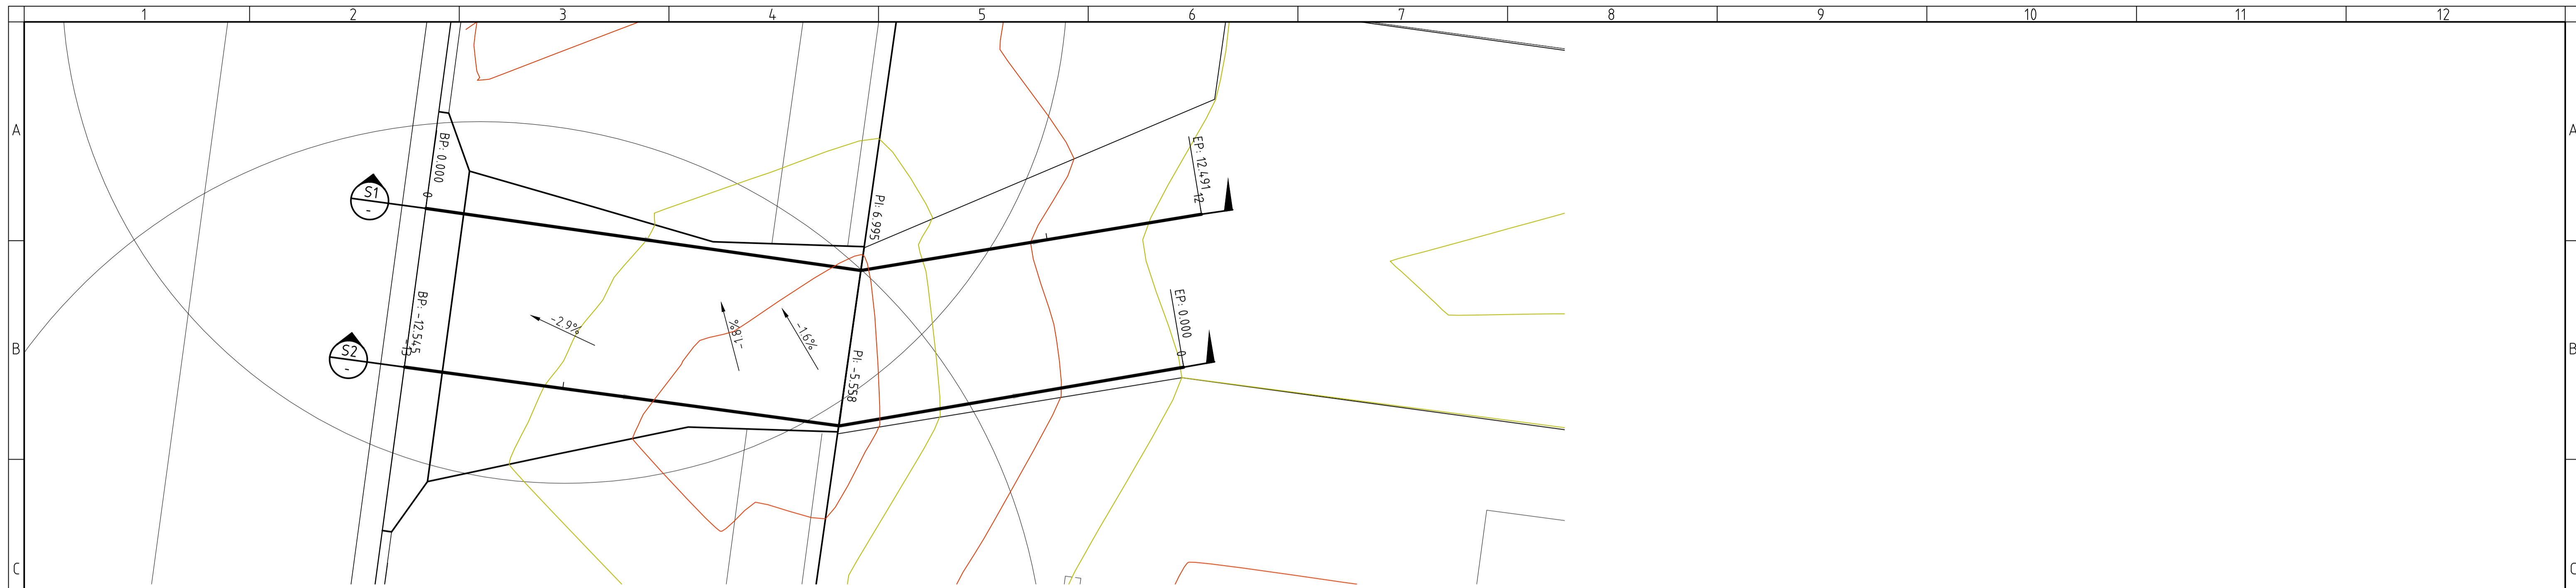 1 2 3 4 5 6 7 8 9 10 11 12
A A
BP: 0.000
0
EP: 12.491
12
S1
-
PI: 6.995
BP: -12.545
-13
EP: 0.000
0
-2.9%
-1.8%
-1.6%
S2
-
B B
PI: -5.558
C C